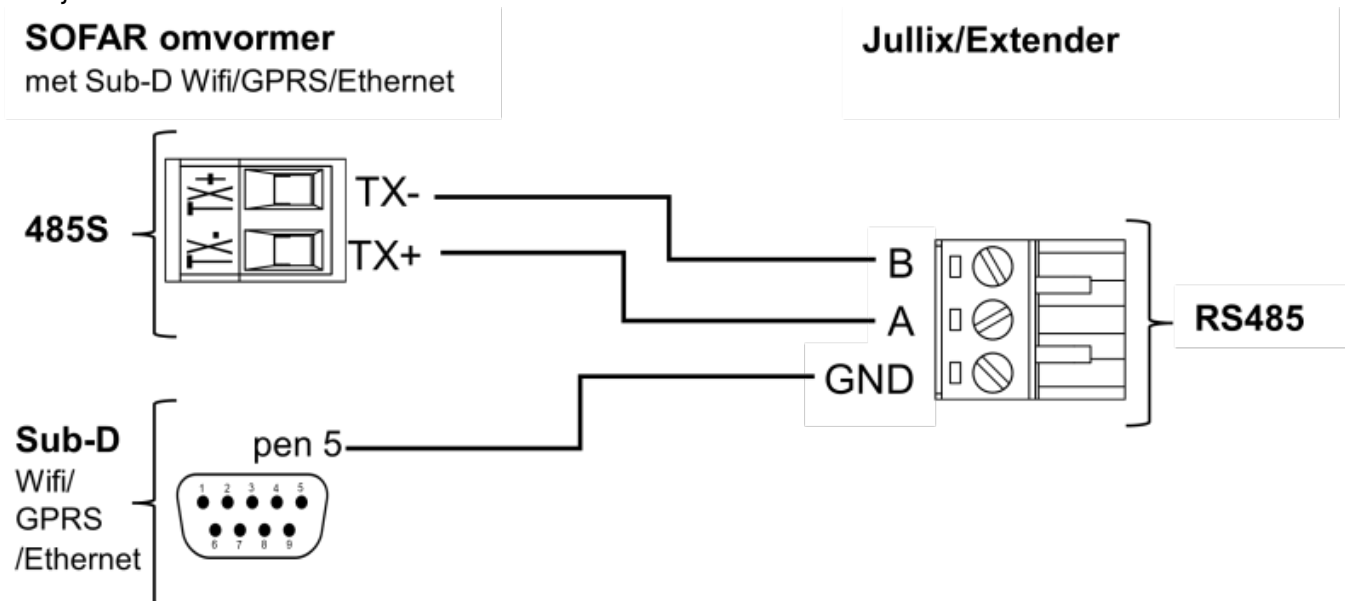 SOFAR omvormer
met Sub-D Wifi/GPRS/Ethernet
Jullix/Extender
485S
TX+
TX-
TX-
TX+
B
A
GND
RS485
Sub-D
Wifi/
GPRS
/Ethernet
pen 5
1 2 3 4 5
6 7 8 9